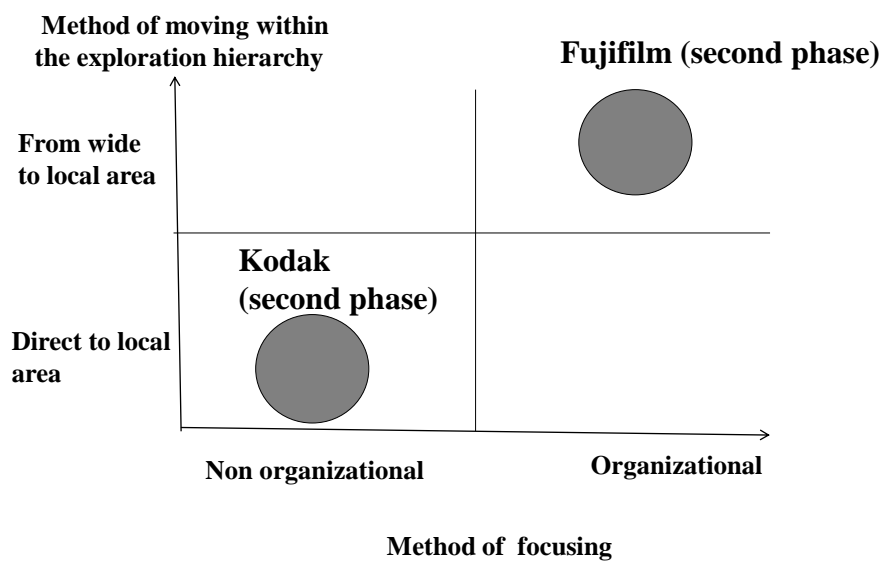 Method of moving within
the exploration hierarchy
Fujifilm (second phase)
From wide
to local area
Kodak
(second phase)
Direct to local
area
Non organizational
Organizational
Method of focusing